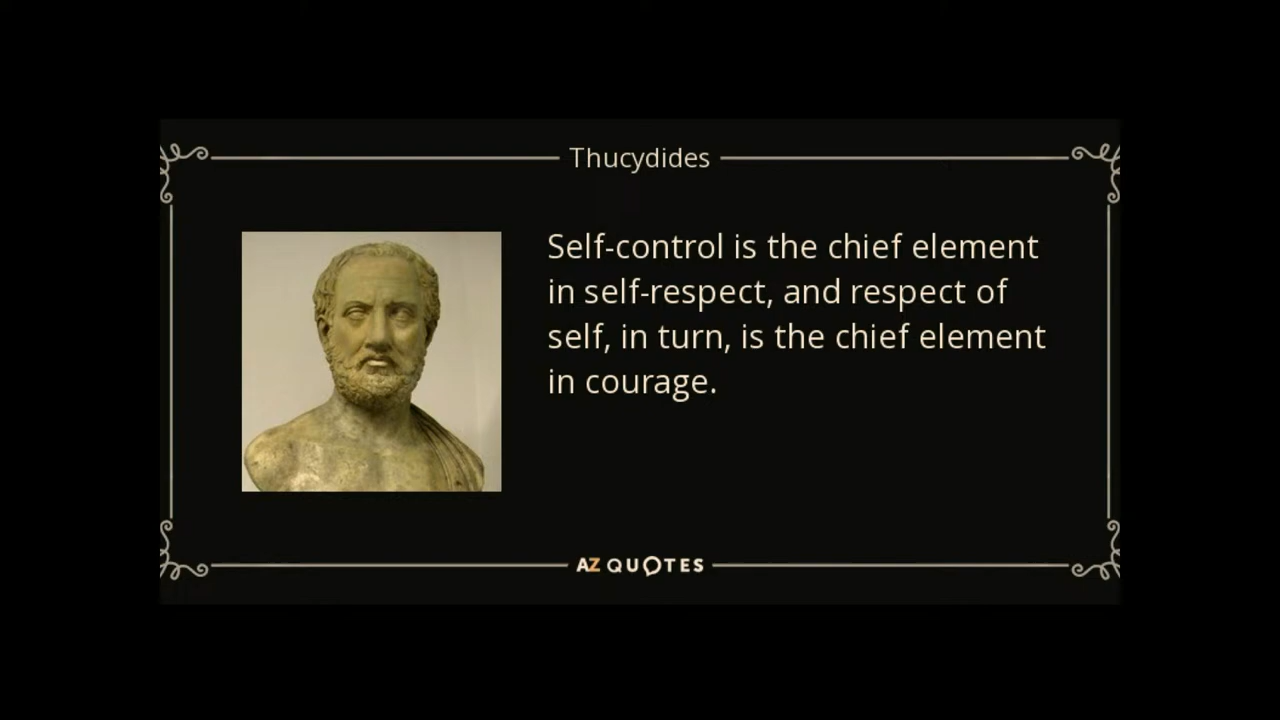 Thucydides
Self-control is the chief element
in self-respect, and respect of
self, in turn, is the chief element
in courage.
AZ QUOTES